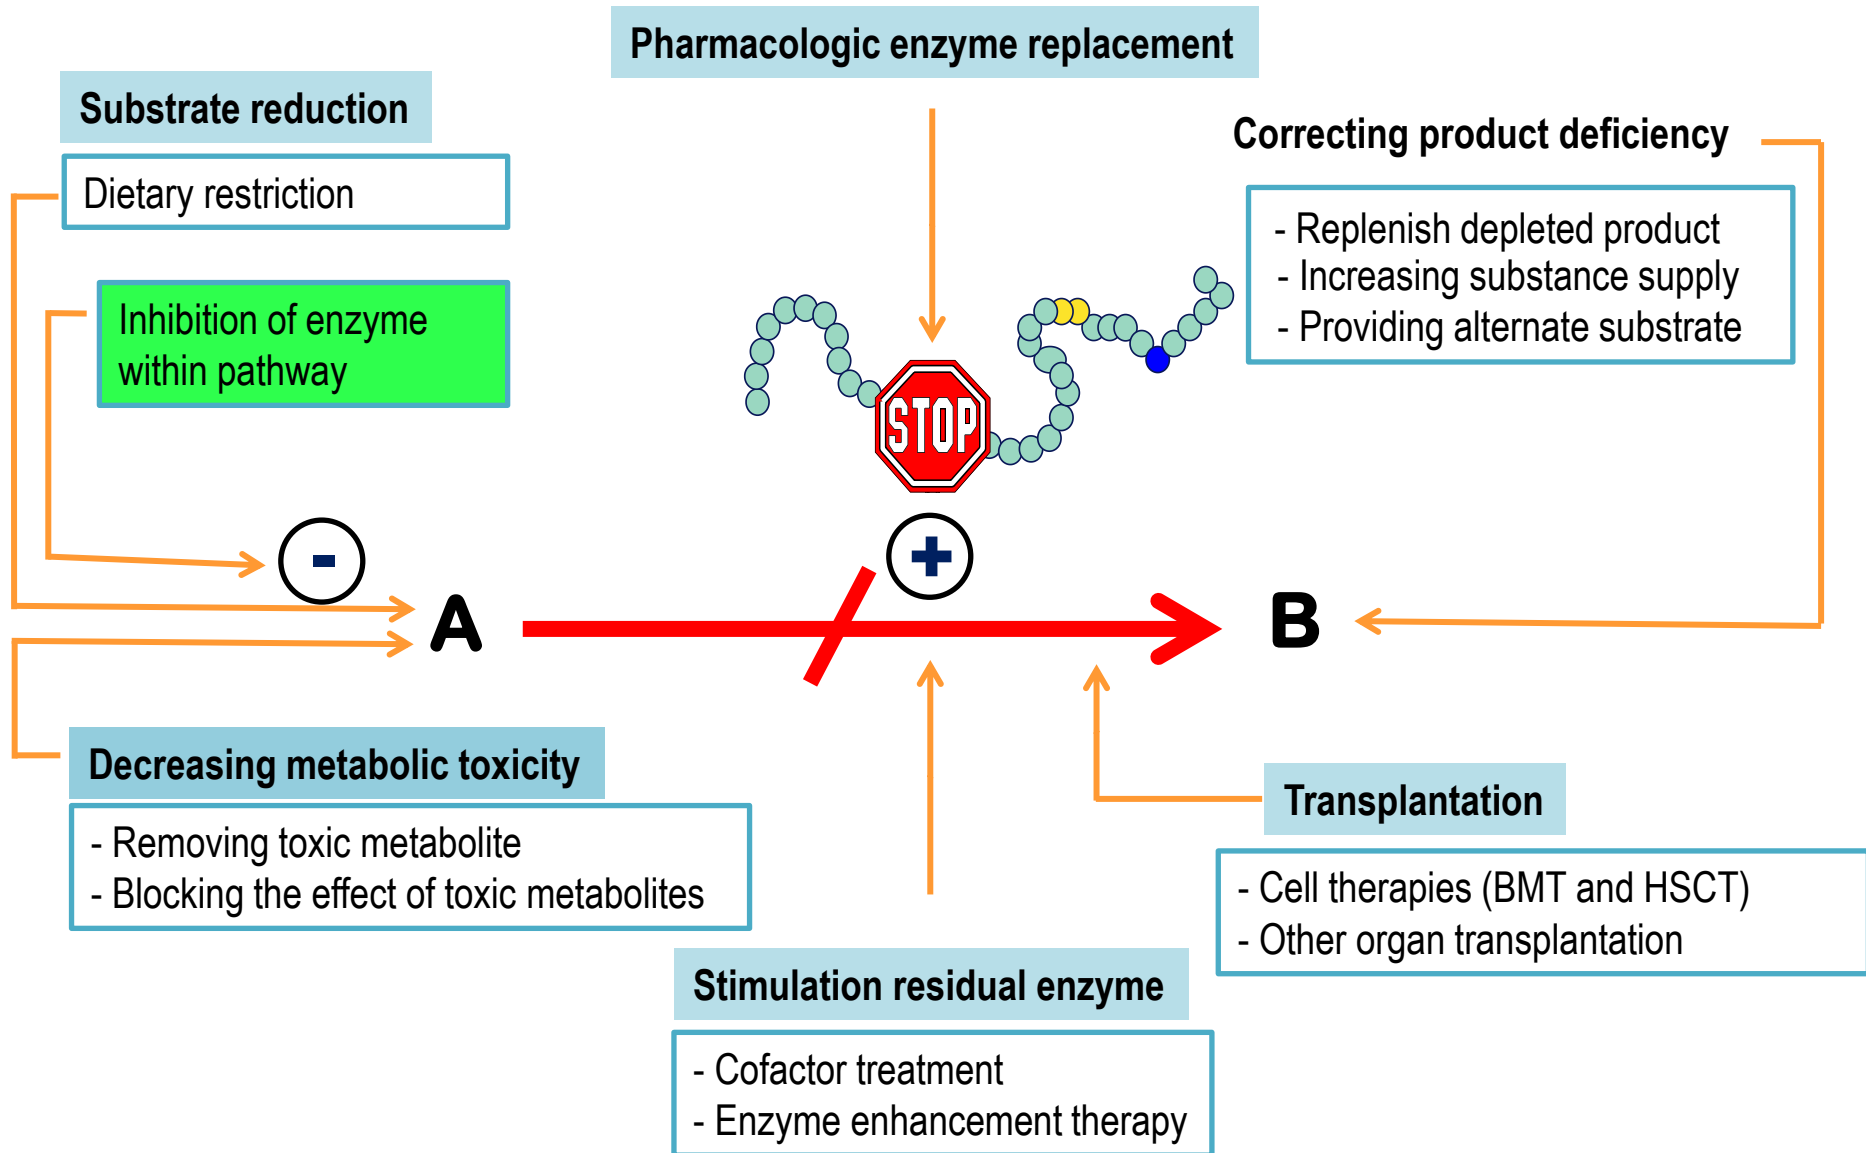 Pharmacologic enzyme replacement
Substrate reduction
Dietary restriction
Inhibition of enzyme
within pathway
Correcting product deficiency
- Replenish depleted product
- Increasing substance supply
- Providing alternate substrate
STOP
-
+
A
B
Decreasing metabolic toxicity
- Removing toxic metabolite
- Blocking the effect of toxic metabolites
Transplantation
- Cell therapies (BMT and HSCT)
- Other organ transplantation
Stimulation residual enzyme
- Cofactor treatment
- Enzyme enhancement therapy